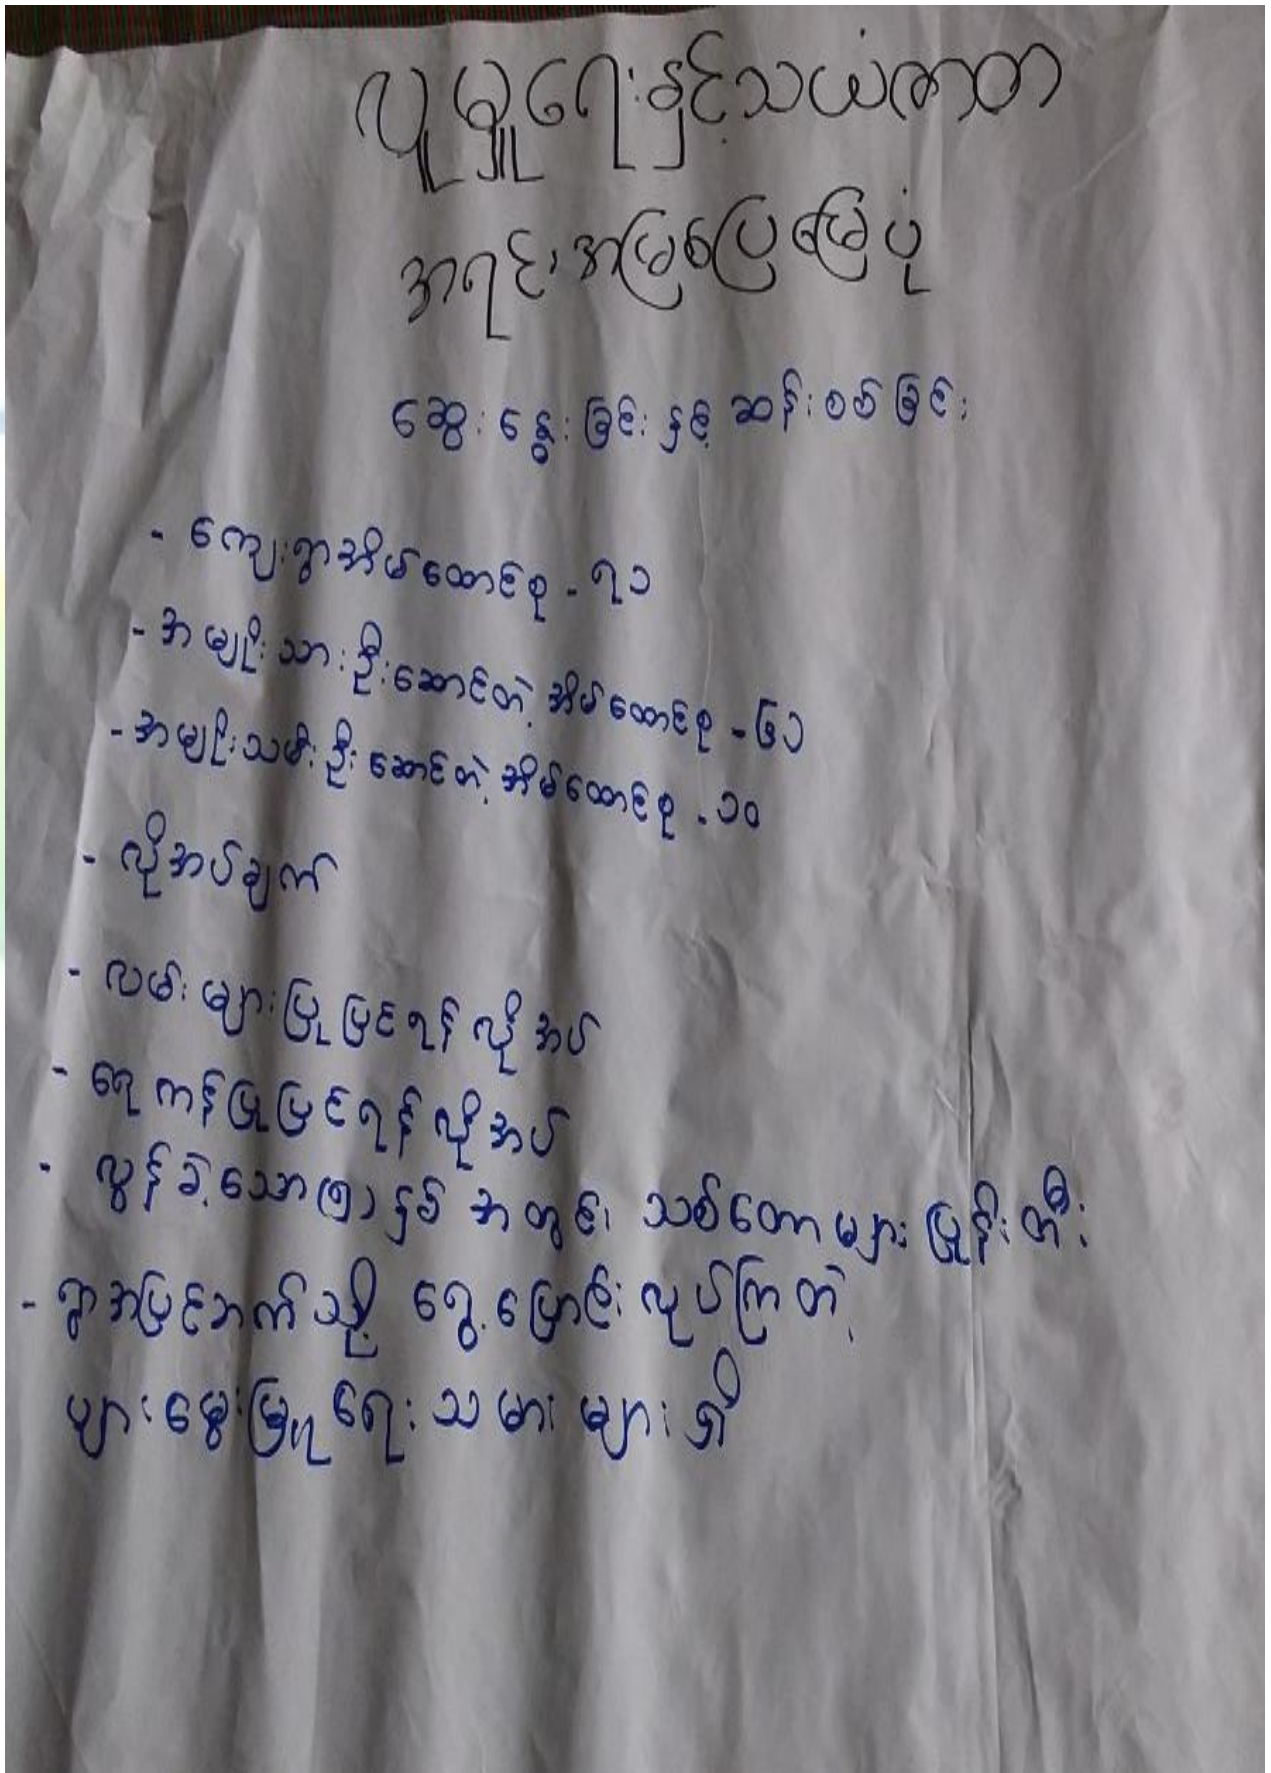 လူမှုရေးနှင့်သယံဇာတ
အရင်းအမြစ်ပြမြေပုံ
ဆွေးနွေးခြင်းနှင့် ဆန်းစစ်ခြင်း
- ကျေးရွာအိမ်ထောင်စု - ၇၁
- အမျိုးသားဦးဆောင်တဲ့ အိမ်ထောင်စု - ၆၁
- အမျိုးသမီးဦးဆောင်တဲ့ အိမ်ထောင်စု - ၁၀
- လိုအပ်ချက်
- လမ်းများပြုပြင်ရန် လိုအပ်
- ရေကန်ပြုပြင်ရန် လိုအပ်
- လွန်ခဲ့သော(၅)နှစ် အတွင်း သစ်တောများ ပြုန်းတီး
- ရွာအပြင်ဘက်သို့ ရွှေ့ပြောင်းလုပ်ကြတဲ့
ပျားမွေးမြူရေးသမားများရှိ